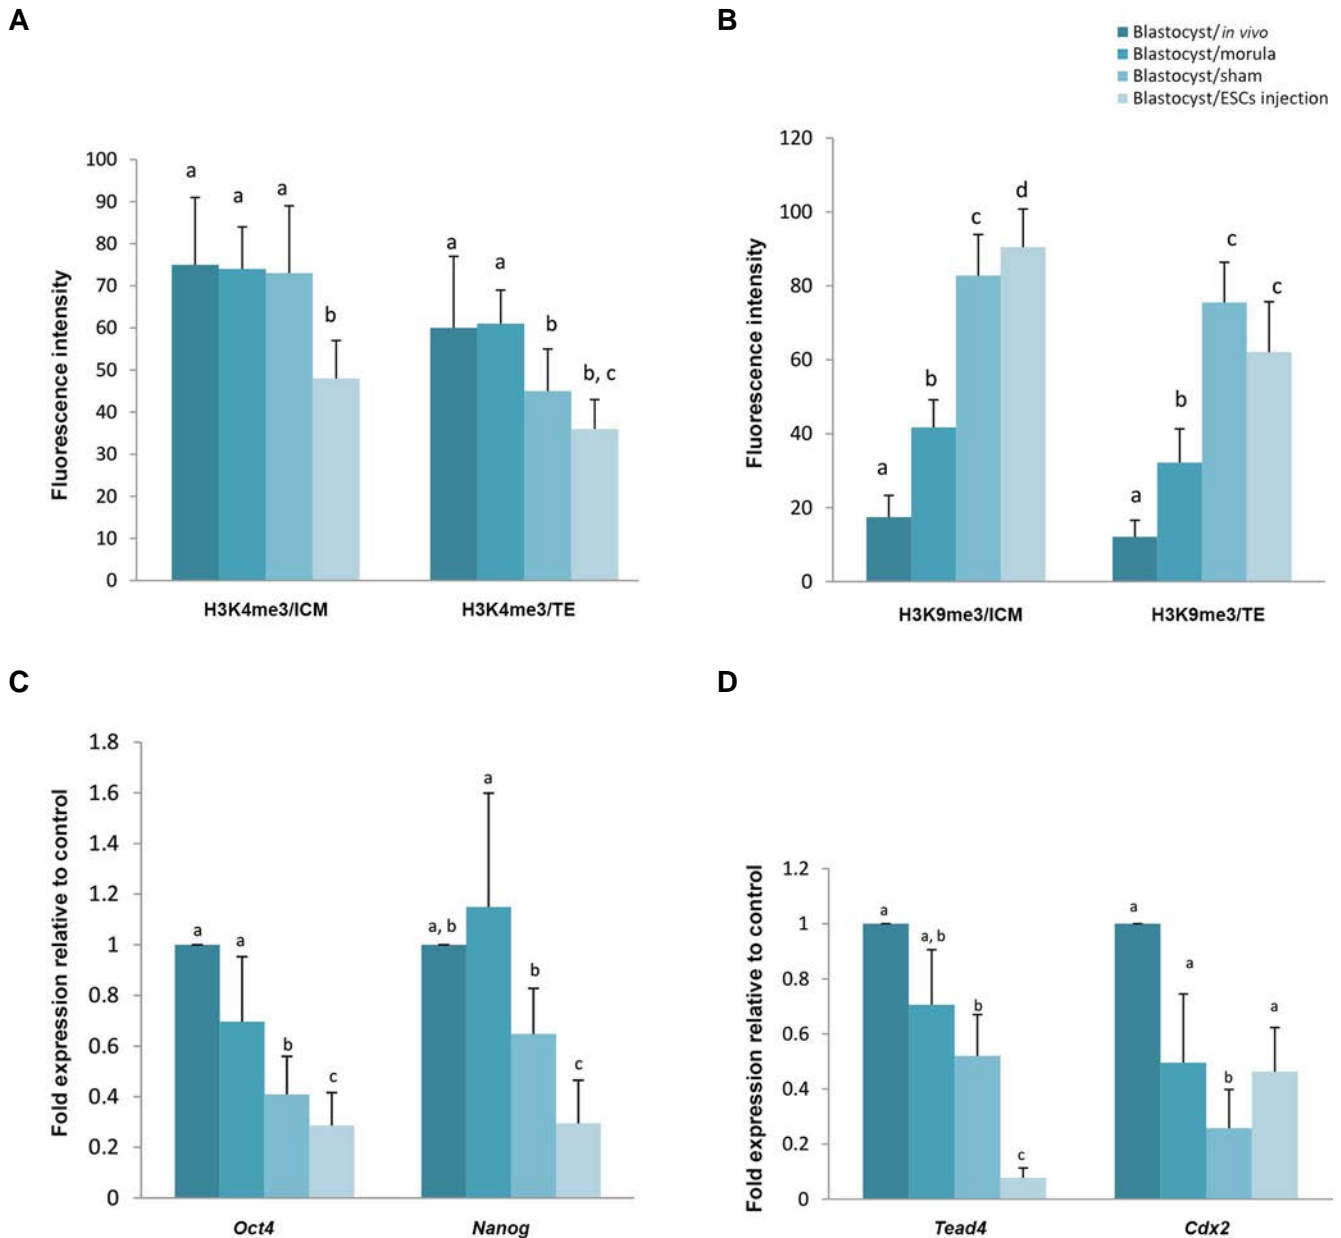 A
B
Blastocyst/in vivo
Blastocyst/morula
Blastocyst/sham
Blastocyst/ESCs injection
Fluorescence intensity
100
90
80
70
60
50
40
30
20
10
0
a
a
a
b
a
a
b
b, c
H3K4me3/ICM
H3K4me3/TE
Fluorescence intensity
120
100
80
60
40
20
0
a
b
c
d
a
b
c
c
H3K9me3/ICM
H3K9me3/TE
C
D
Fold expression relative to control
1.8
1.6
1.4
1.2
1
0.8
0.6
0.4
0.2
0
a
a
b
c
a, b
a
b
c
Oct4
Nanog
Fold expression relative to control
1.2
1
0.8
0.6
0.4
0.2
0
a
a, b
b
c
a
a
b
a
Tead4
Cdx2